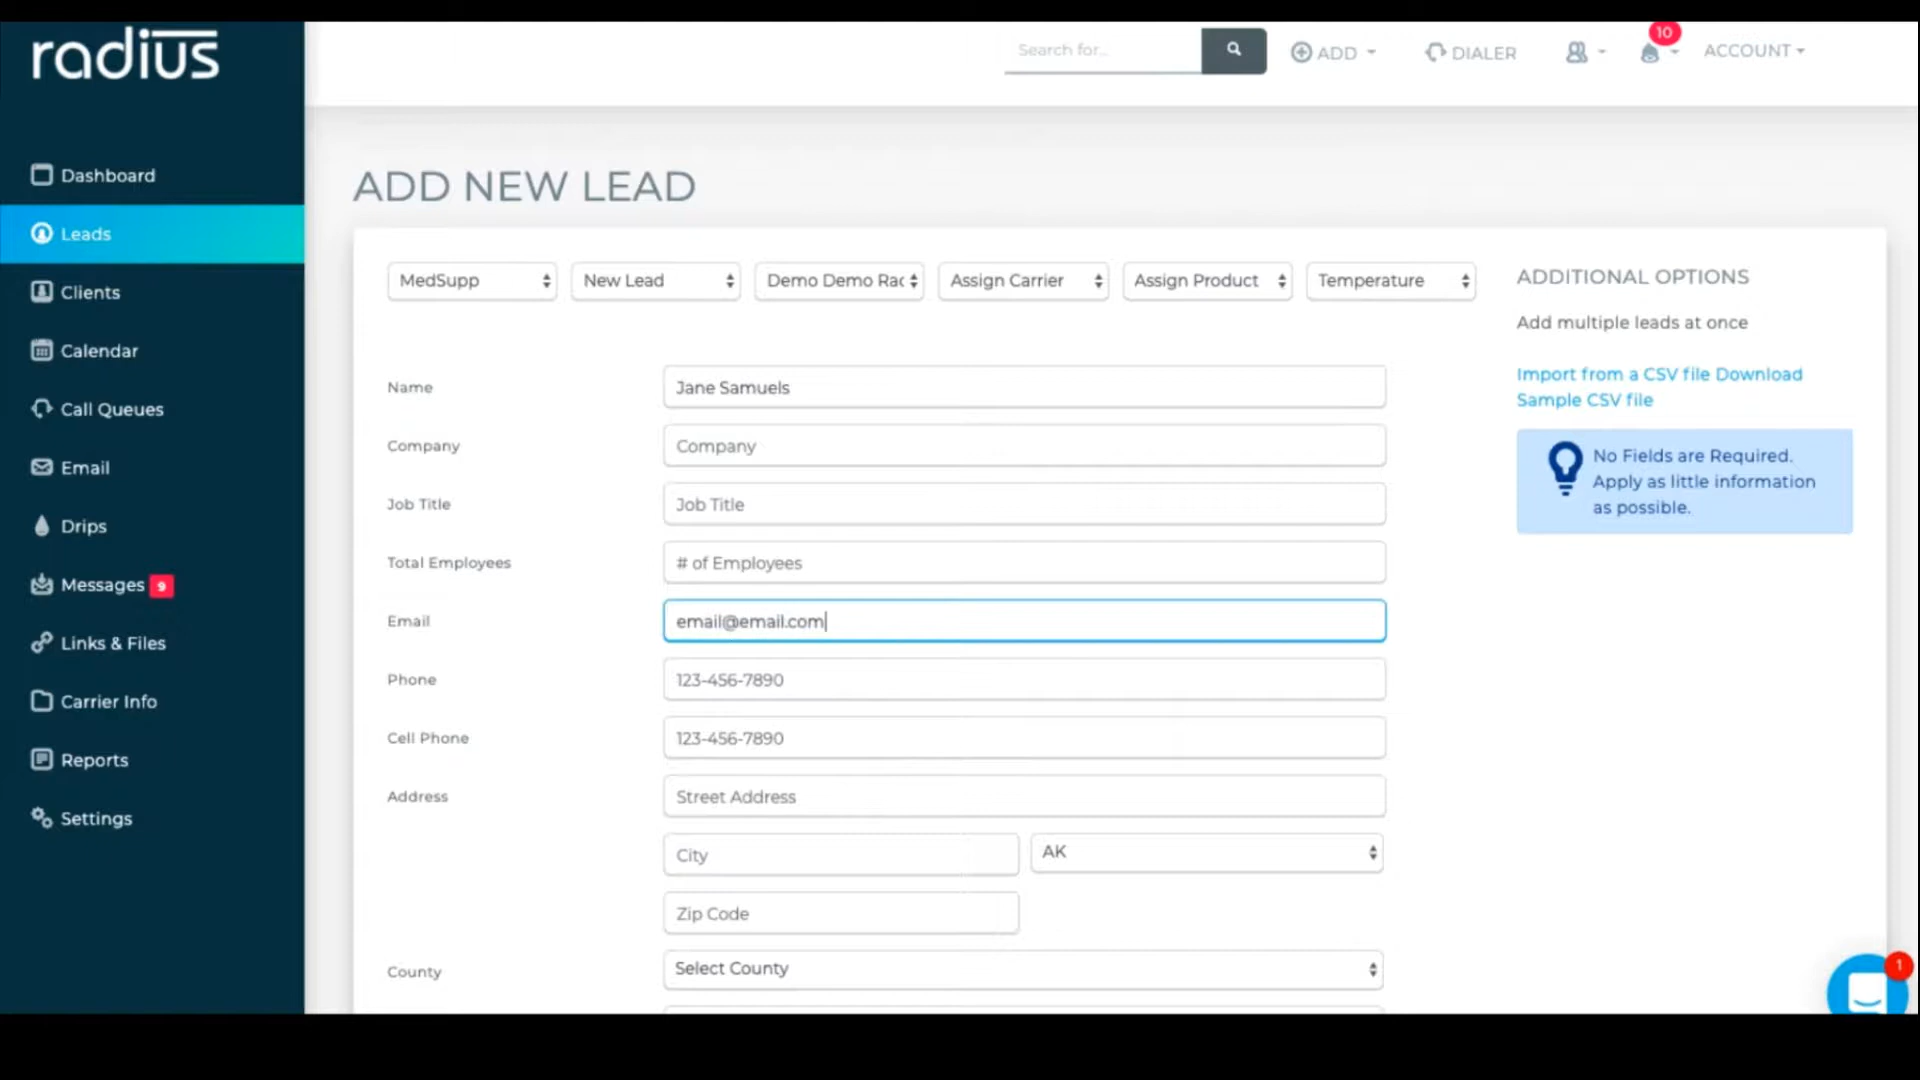 radius
Search for...
ADD
DIALER
10
ACCOUNT
Dashboard
Leads
Clients
Calendar
Call Queues
Email
Drips
Messages 9
Links & Files
Carrier Info
Reports
Settings
ADD NEW LEAD
MedSupp
New Lead
Demo Demo Rad
Assign Carrier
Assign Product
Temperature
Name
Jane Samuels
Company
Company
Job Title
Job Title
Total Employees
# of Employees
Email
email@email.com
Phone
123-456-7890
Cell Phone
123-456-7890
Address
Street Address
City
AK
Zip Code
County
Select County
ADDITIONAL OPTIONS
Add multiple leads at once
Import from a CSV file Download
Sample CSV file
No Fields are Required.
Apply as little information
as possible.
1